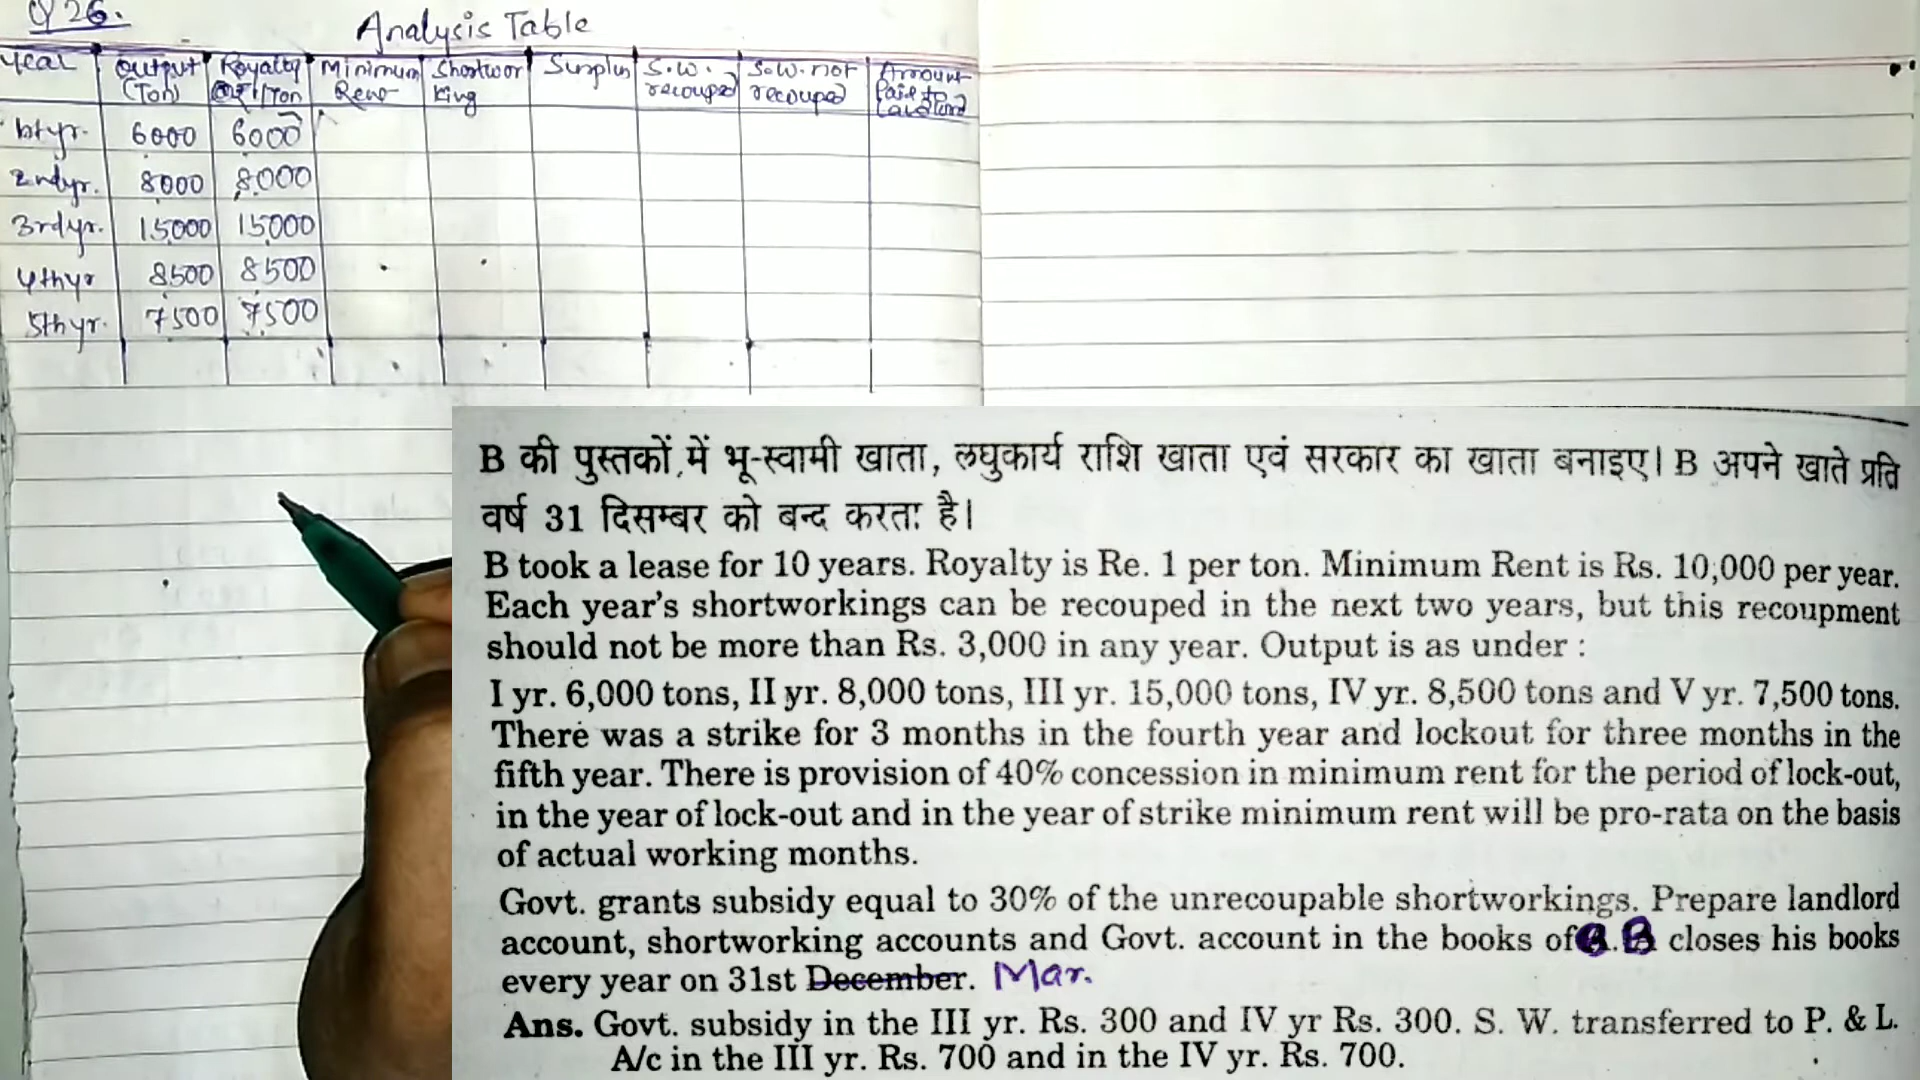 Q 26.
Analysis Table
Year Output (Ton) Royalty @ ₹1/Ton Minimum Rent Shortworking Surplus S.W. recouped S.W. not recouped Amount Paid to Landlord
1st yr. 6000 6000
2nd yr. 8000 8000
3rd yr. 15000 15000
4th yr 8500 8500
5th yr. 7500 7500
B की पुस्तकों में भू-स्वामी खाता, लघुकार्य राशि खाता एवं सरकार का खाता बनाइए। B अपने खाते प्रति
वर्ष 31 दिसम्बर को बन्द करता है।
B took a lease for 10 years. Royalty is Re. 1 per ton. Minimum Rent is Rs. 10,000 per year.
Each year's shortworkings can be recouped in the next two years, but this recoupment
should not be more than Rs. 3,000 in any year. Output is as under :
I yr. 6,000 tons, II yr. 8,000 tons, III yr. 15,000 tons, IV yr. 8,500 tons and V yr. 7,500 tons.
There was a strike for 3 months in the fourth year and lockout for three months in the
fifth year. There is provision of 40% concession in minimum rent for the period of lock-out,
in the year of lock-out and in the year of strike minimum rent will be pro-rata on the basis
of actual working months.
Govt. grants subsidy equal to 30% of the unrecoupable shortworkings. Prepare landlord
account, shortworking accounts and Govt. account in the books of B. B closes his books
every year on 31st December. Mar.
Ans. Govt. subsidy in the III yr. Rs. 300 and IV yr Rs. 300. S. W. transferred to P. & L.
A/c in the III yr. Rs. 700 and in the IV yr. Rs. 700.